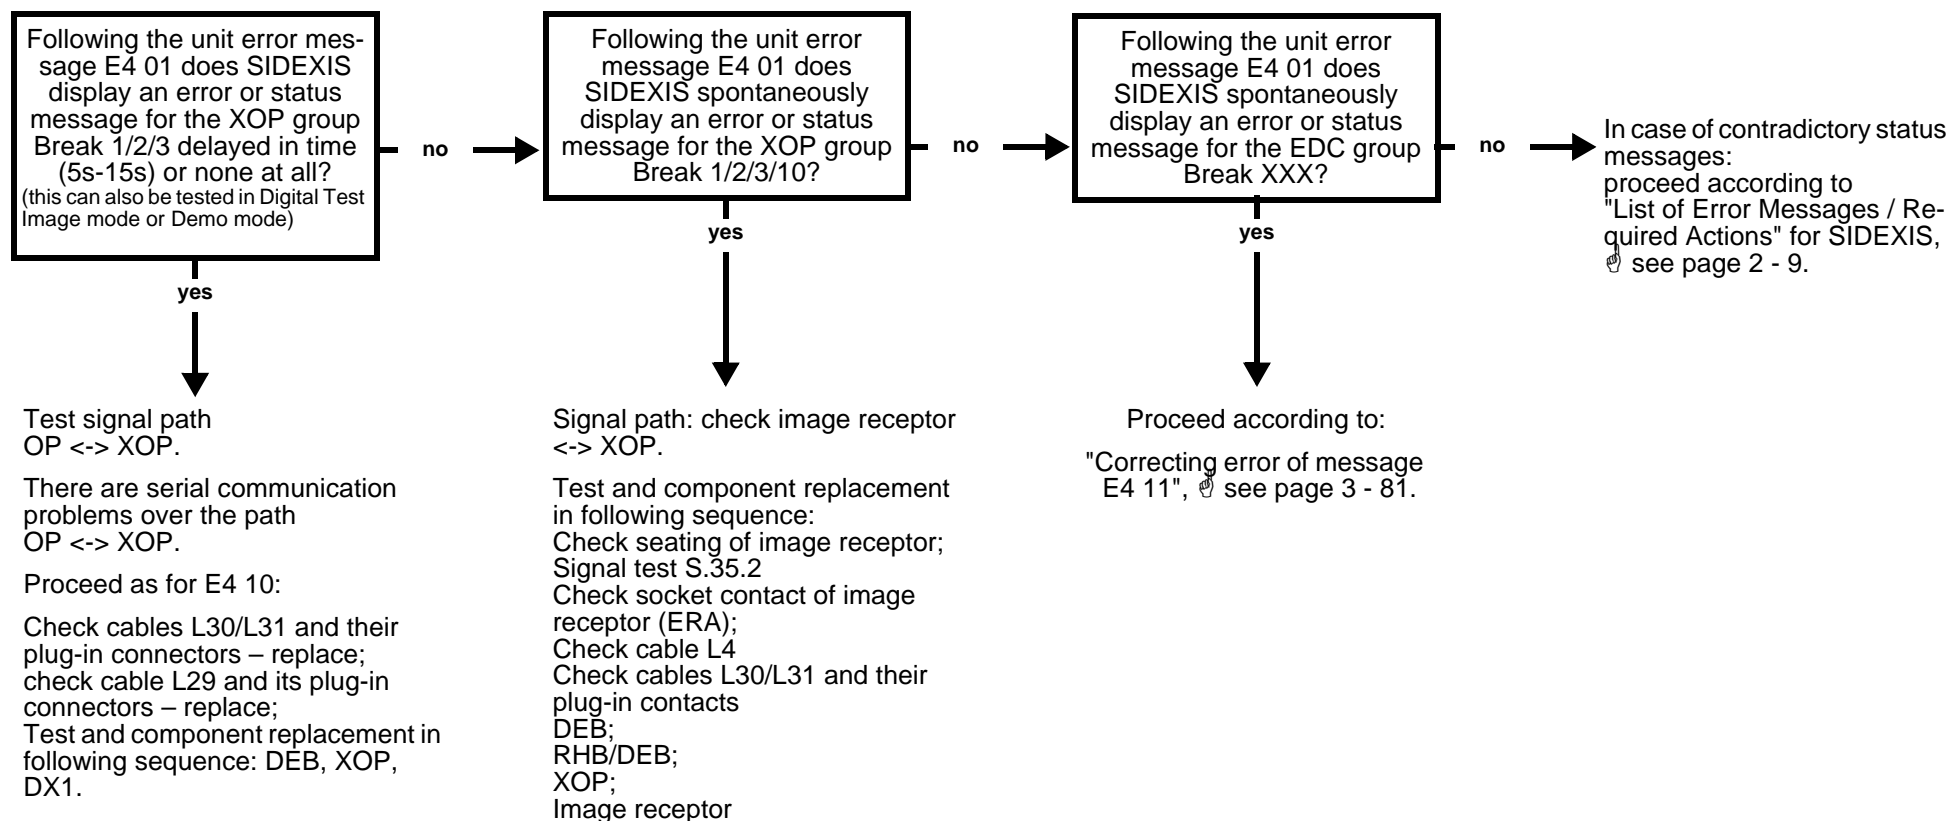 Following the unit error mes-
sage E4 01 does SIDEXIS
display an error or status
message for the XOP group
Break 1/2/3 delayed in time
(5s-15s) or none at all?
(this can also be tested in Digital Test
Image mode or Demo mode)
no
Following the unit error
message E4 01 does
SIDEXIS spontaneously
display an error or status
message for the XOP group
Break 1/2/3/10?
no
Following the unit error
message E4 01 does
SIDEXIS spontaneously
display an error or status
message for the EDC group
Break XXX?
no
In case of contradictory status
messages:
proceed according to
"List of Error Messages / Re-
quired Actions" for SIDEXIS,
☝ see page 2 - 9.
yes
yes
yes
Test signal path
OP <-> XOP.
There are serial communication
problems over the path
OP <-> XOP.
Proceed as for E4 10:
Check cables L30/L31 and their
plug-in connectors – replace;
check cable L29 and its plug-in
connectors – replace;
Test and component replacement in
following sequence: DEB, XOP,
DX1.
Signal path: check image receptor
<-> XOP.
Test and component replacement
in following sequence:
Check seating of image receptor;
Signal test S.35.2
Check socket contact of image
receptor (ERA);
Check cable L4
Check cables L30/L31 and their
plug-in contacts
DEB;
RHB/DEB;
XOP;
Image receptor
Proceed according to:
"Correcting error of message
E4 11", ☝ see page 3 - 81.